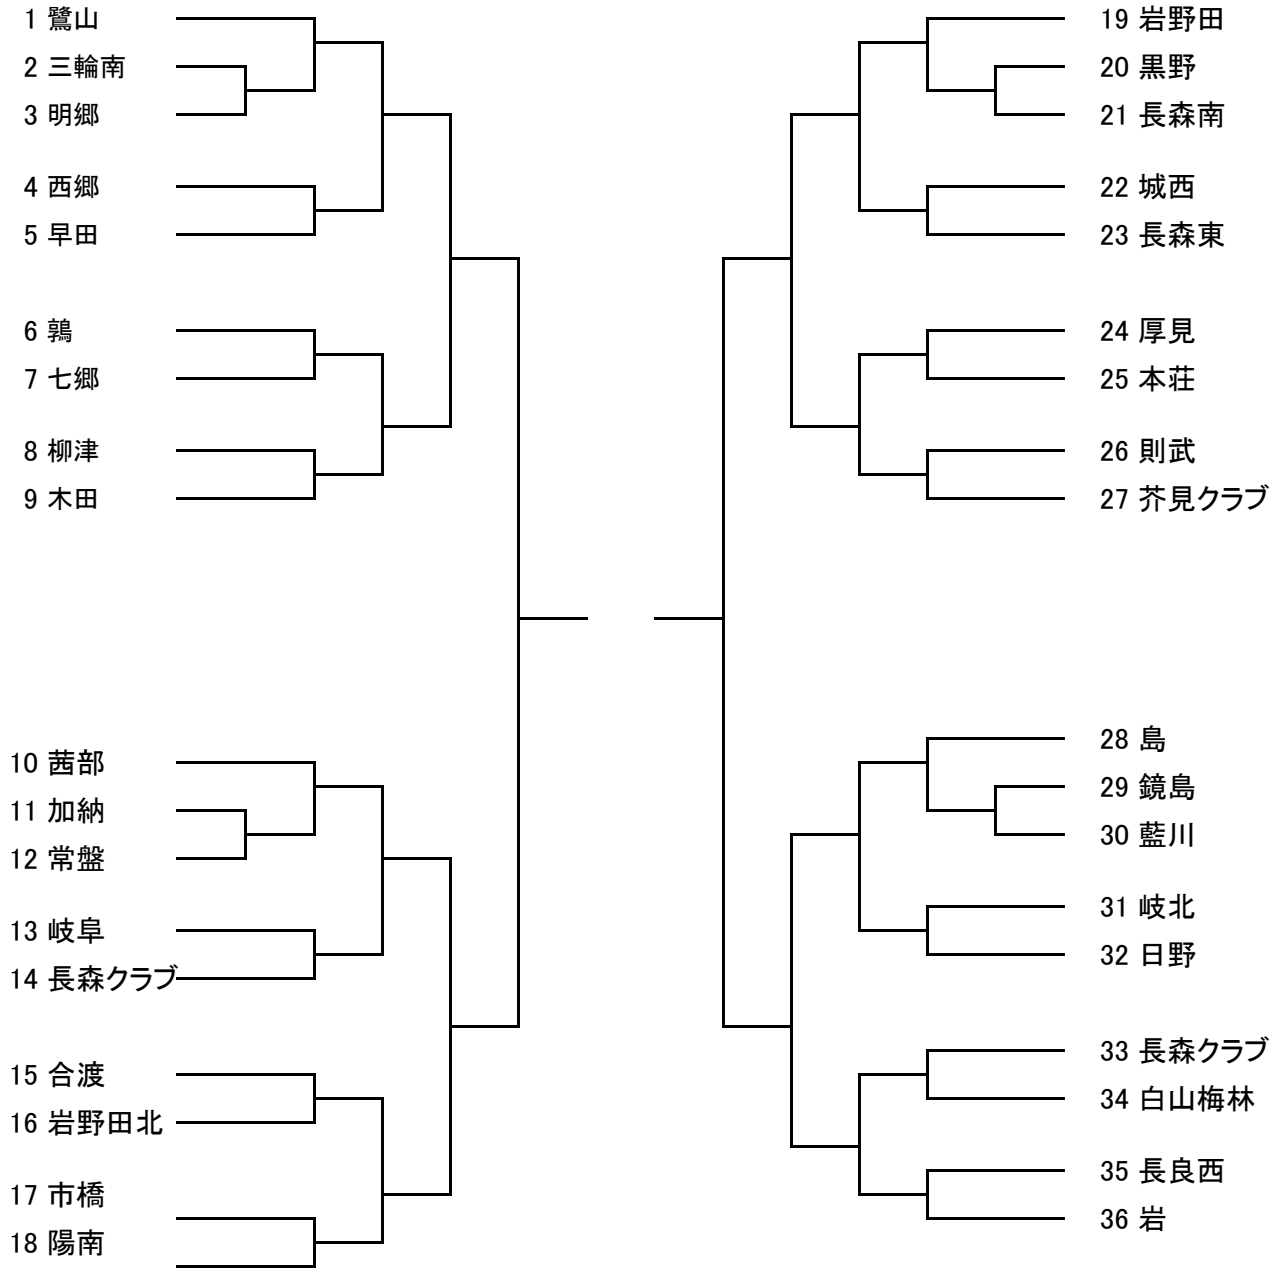 1 鷺山
2 三輪南
3 明郷
4 西郷
5 早田
6 鶉
7 七郷
8 柳津
9 木田
10 茜部
11 加納
12 常盤
13 岐阜
14 長森クラブ
15 合渡
16 岩野田北
17 市橋
18 陽南
19 岩野田
20 黒野
21 長森南
22 城西
23 長森東
24 厚見
25 本荘
26 則武
27 芥見クラブ
28 島
29 鏡島
30 藍川
31 岐北
32 日野
33 長森クラブ
34 白山梅林
35 長良西
36 岩